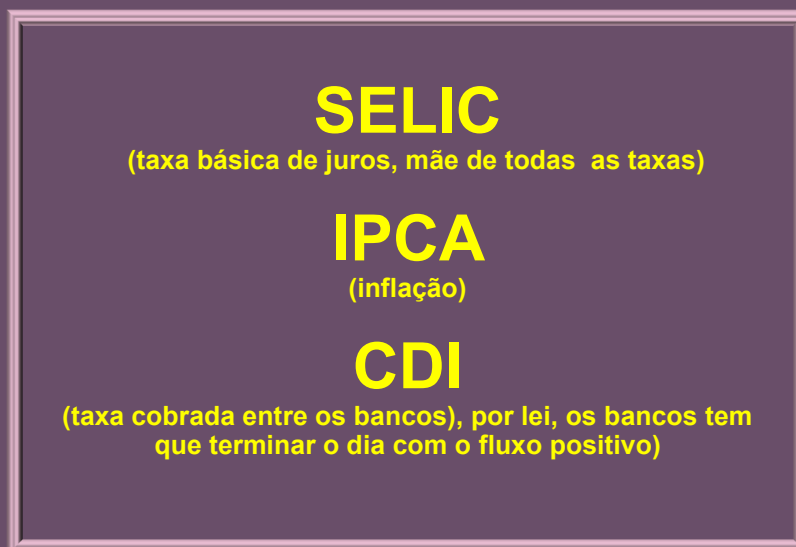 SELIC
(taxa básica de juros, mãe de todas  as taxas)
IPCA
(inflação)
CDI
(taxa cobrada entre os bancos), por lei, os bancos tem
que terminar o dia com o fluxo positivo)